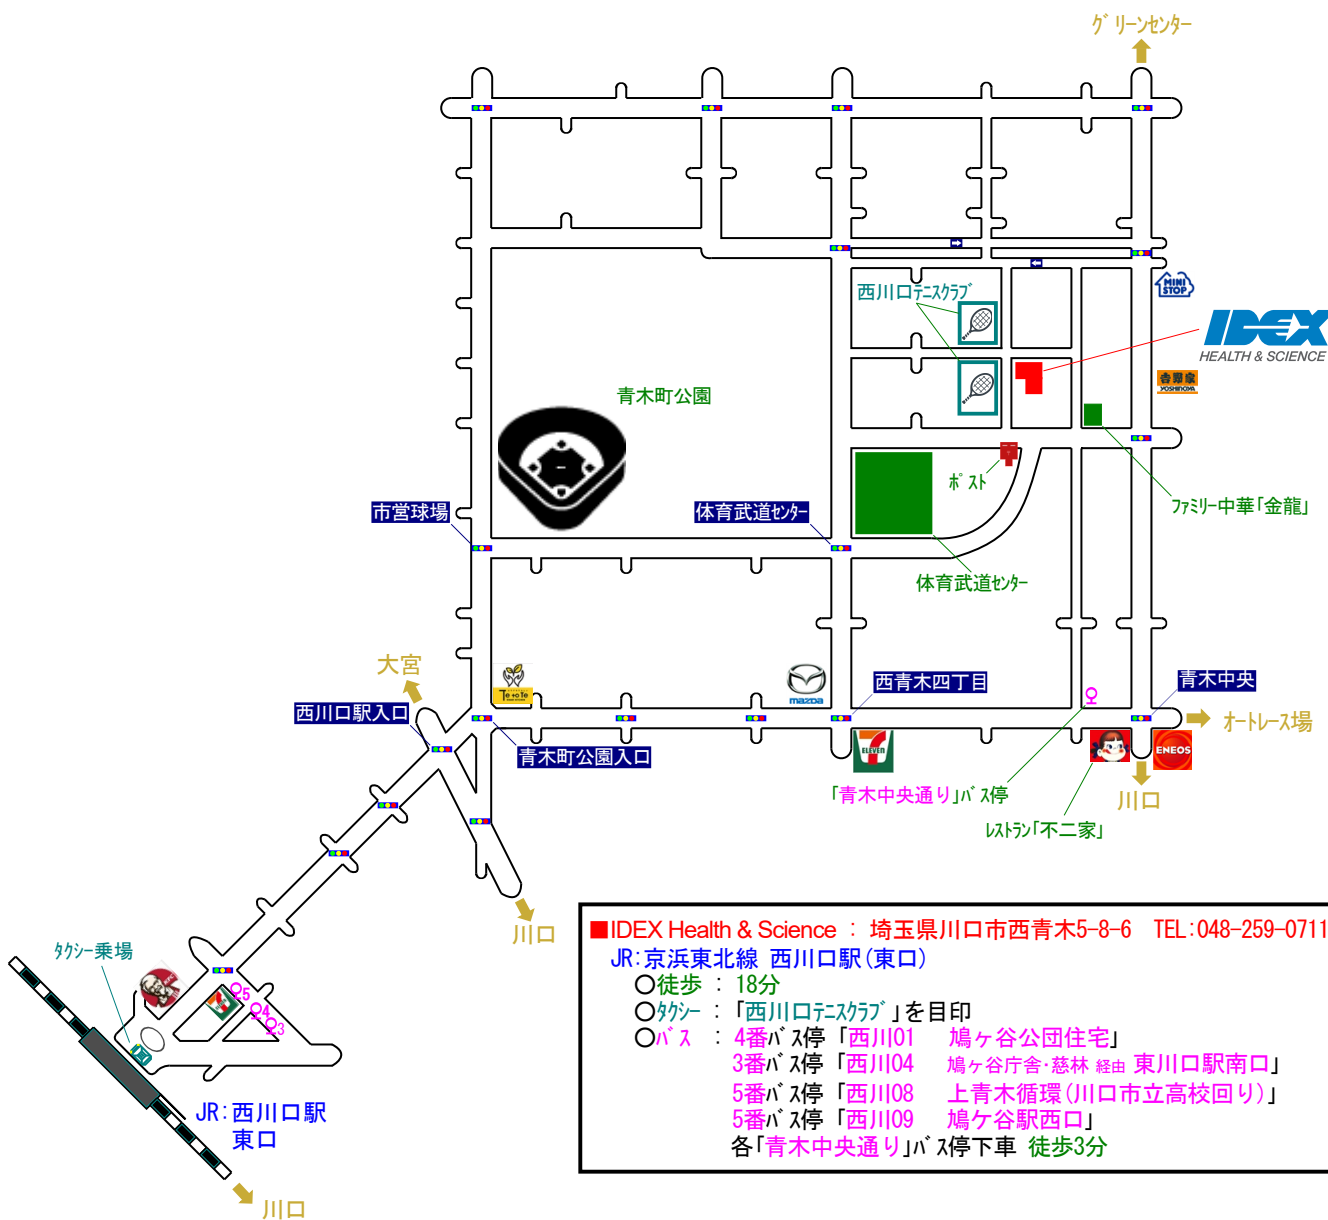 グリーンセンター
MINI
STOP
西川口テニスクラブ
IDEX
HEALTH & SCIENCE
吉野家
YOSHINOYA
青木町公園
ポスト
ファミリー中華「金龍」
市営球場
体育武道センター
体育武道センター
大宮
Te to Te
mazda
西青木四丁目
青木中央
西川口駅入口
オートレース場
青木町公園入口
7
ELEVEN
ENEOS
「青木中央通り」バス停
川口
レストラン「不二家」
川口
タクシー乗場
5
4
3
JR:西川口駅
東口
川口
■IDEX Health & Science : 埼玉県川口市西青木5-8-6 TEL:048-259-0711
JR:京浜東北線 西川口駅(東口)
○徒歩 : 18分
○タクシー : 「西川口テニスクラブ」を目印
○バス : 4番バス停「西川01 鳩ヶ谷公団住宅」
3番バス停「西川04 鳩ヶ谷庁舎・慈林 経由 東川口駅南口」
5番バス停「西川08 上青木循環(川口市立高校回り)」
5番バス停「西川09 鳩ケ谷駅西口」
各「青木中央通り」バス停下車 徒歩3分